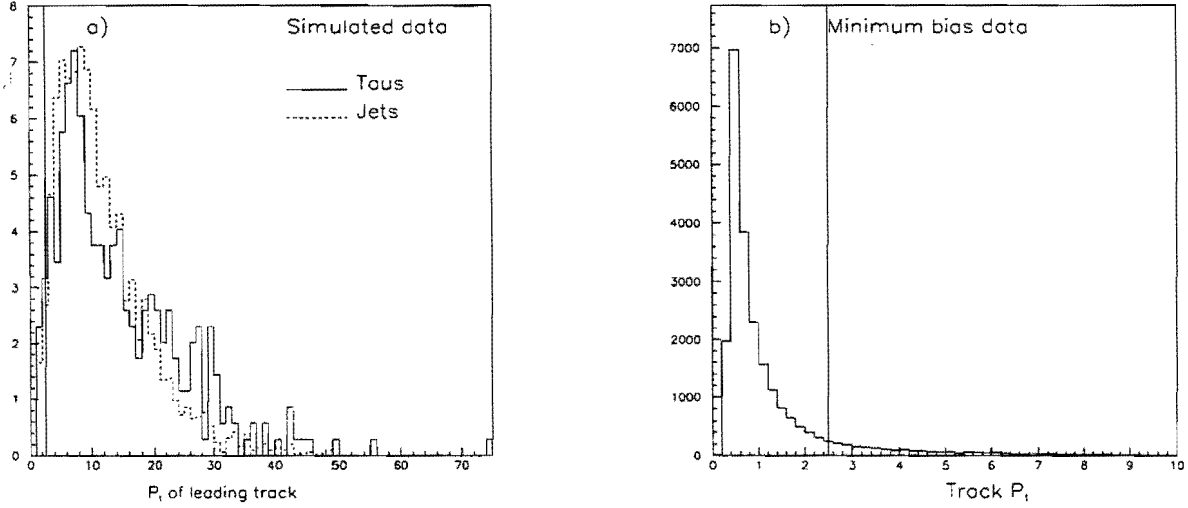 a) Simulated data
Taus
Jets
8
7
6
5
4
3
2
1
0
0 10 20 30 40 50 60 70
Pₜ of leading track
b) Minimum bias data
7000
6000
5000
4000
3000
2000
1000
0
0 1 2 3 4 5 6 7 8 9 10
Track Pₜ